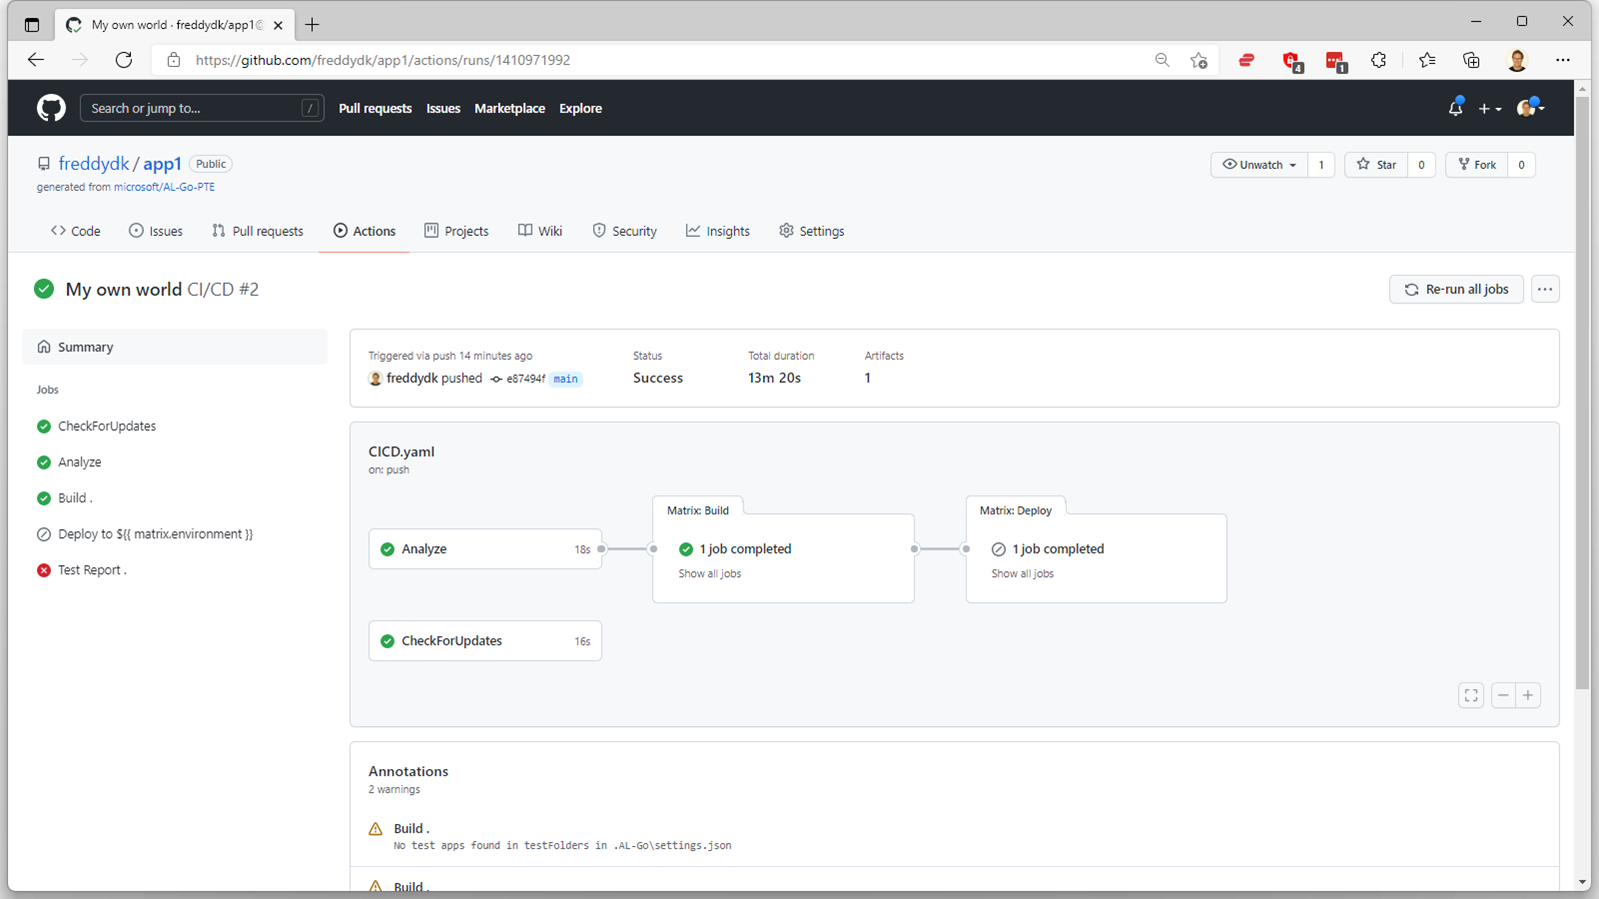 My own world · freddydk/app1@
https://github.com/freddydk/app1/actions/runs/1410971992
4
1
Search or jump to...
/
Pull requests
Issues
Marketplace
Explore
freddydk / app1
Public
generated from microsoft/AL-Go-PTE
Unwatch
1
Star
0
Fork
0
Code
Issues
Pull requests
Actions
Projects
Wiki
Security
Insights
Settings
My own world CI/CD #2
Re-run all jobs
Summary
Jobs
CheckForUpdates
Analyze
Build .
Deploy to ${{ matrix.environment }}
Test Report .
Triggered via push 14 minutes ago
freddydk pushed e87494f main
Status
Success
Total duration
13m 20s
Artifacts
1
CICD.yaml
on: push
Analyze
18s
Matrix: Build
1 job completed
Show all jobs
Matrix: Deploy
1 job completed
Show all jobs
CheckForUpdates
16s
Annotations
2 warnings
Build .
No test apps found in testFolders in .AL-Go\settings.json
Build .